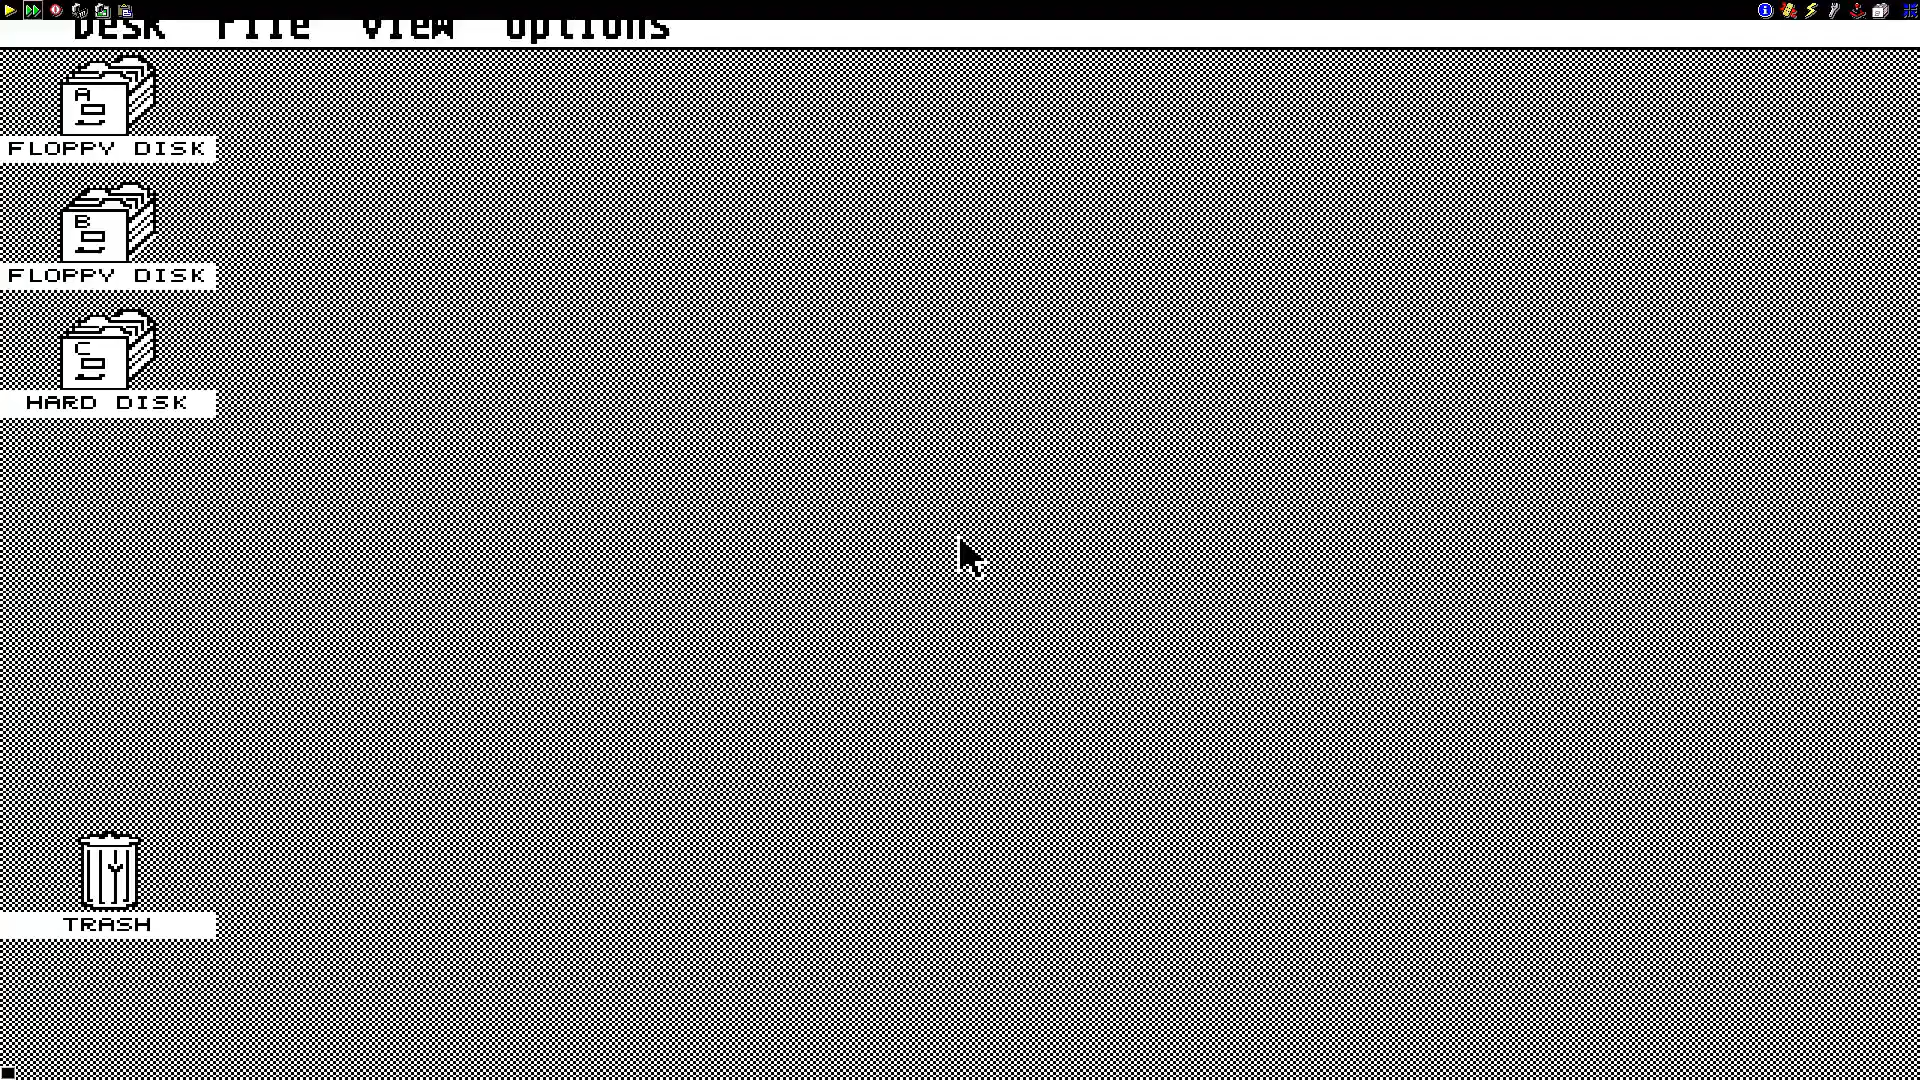 Desk File View Options
A
FLOPPY DISK
B
FLOPPY DISK
C
HARD DISK
TRASH